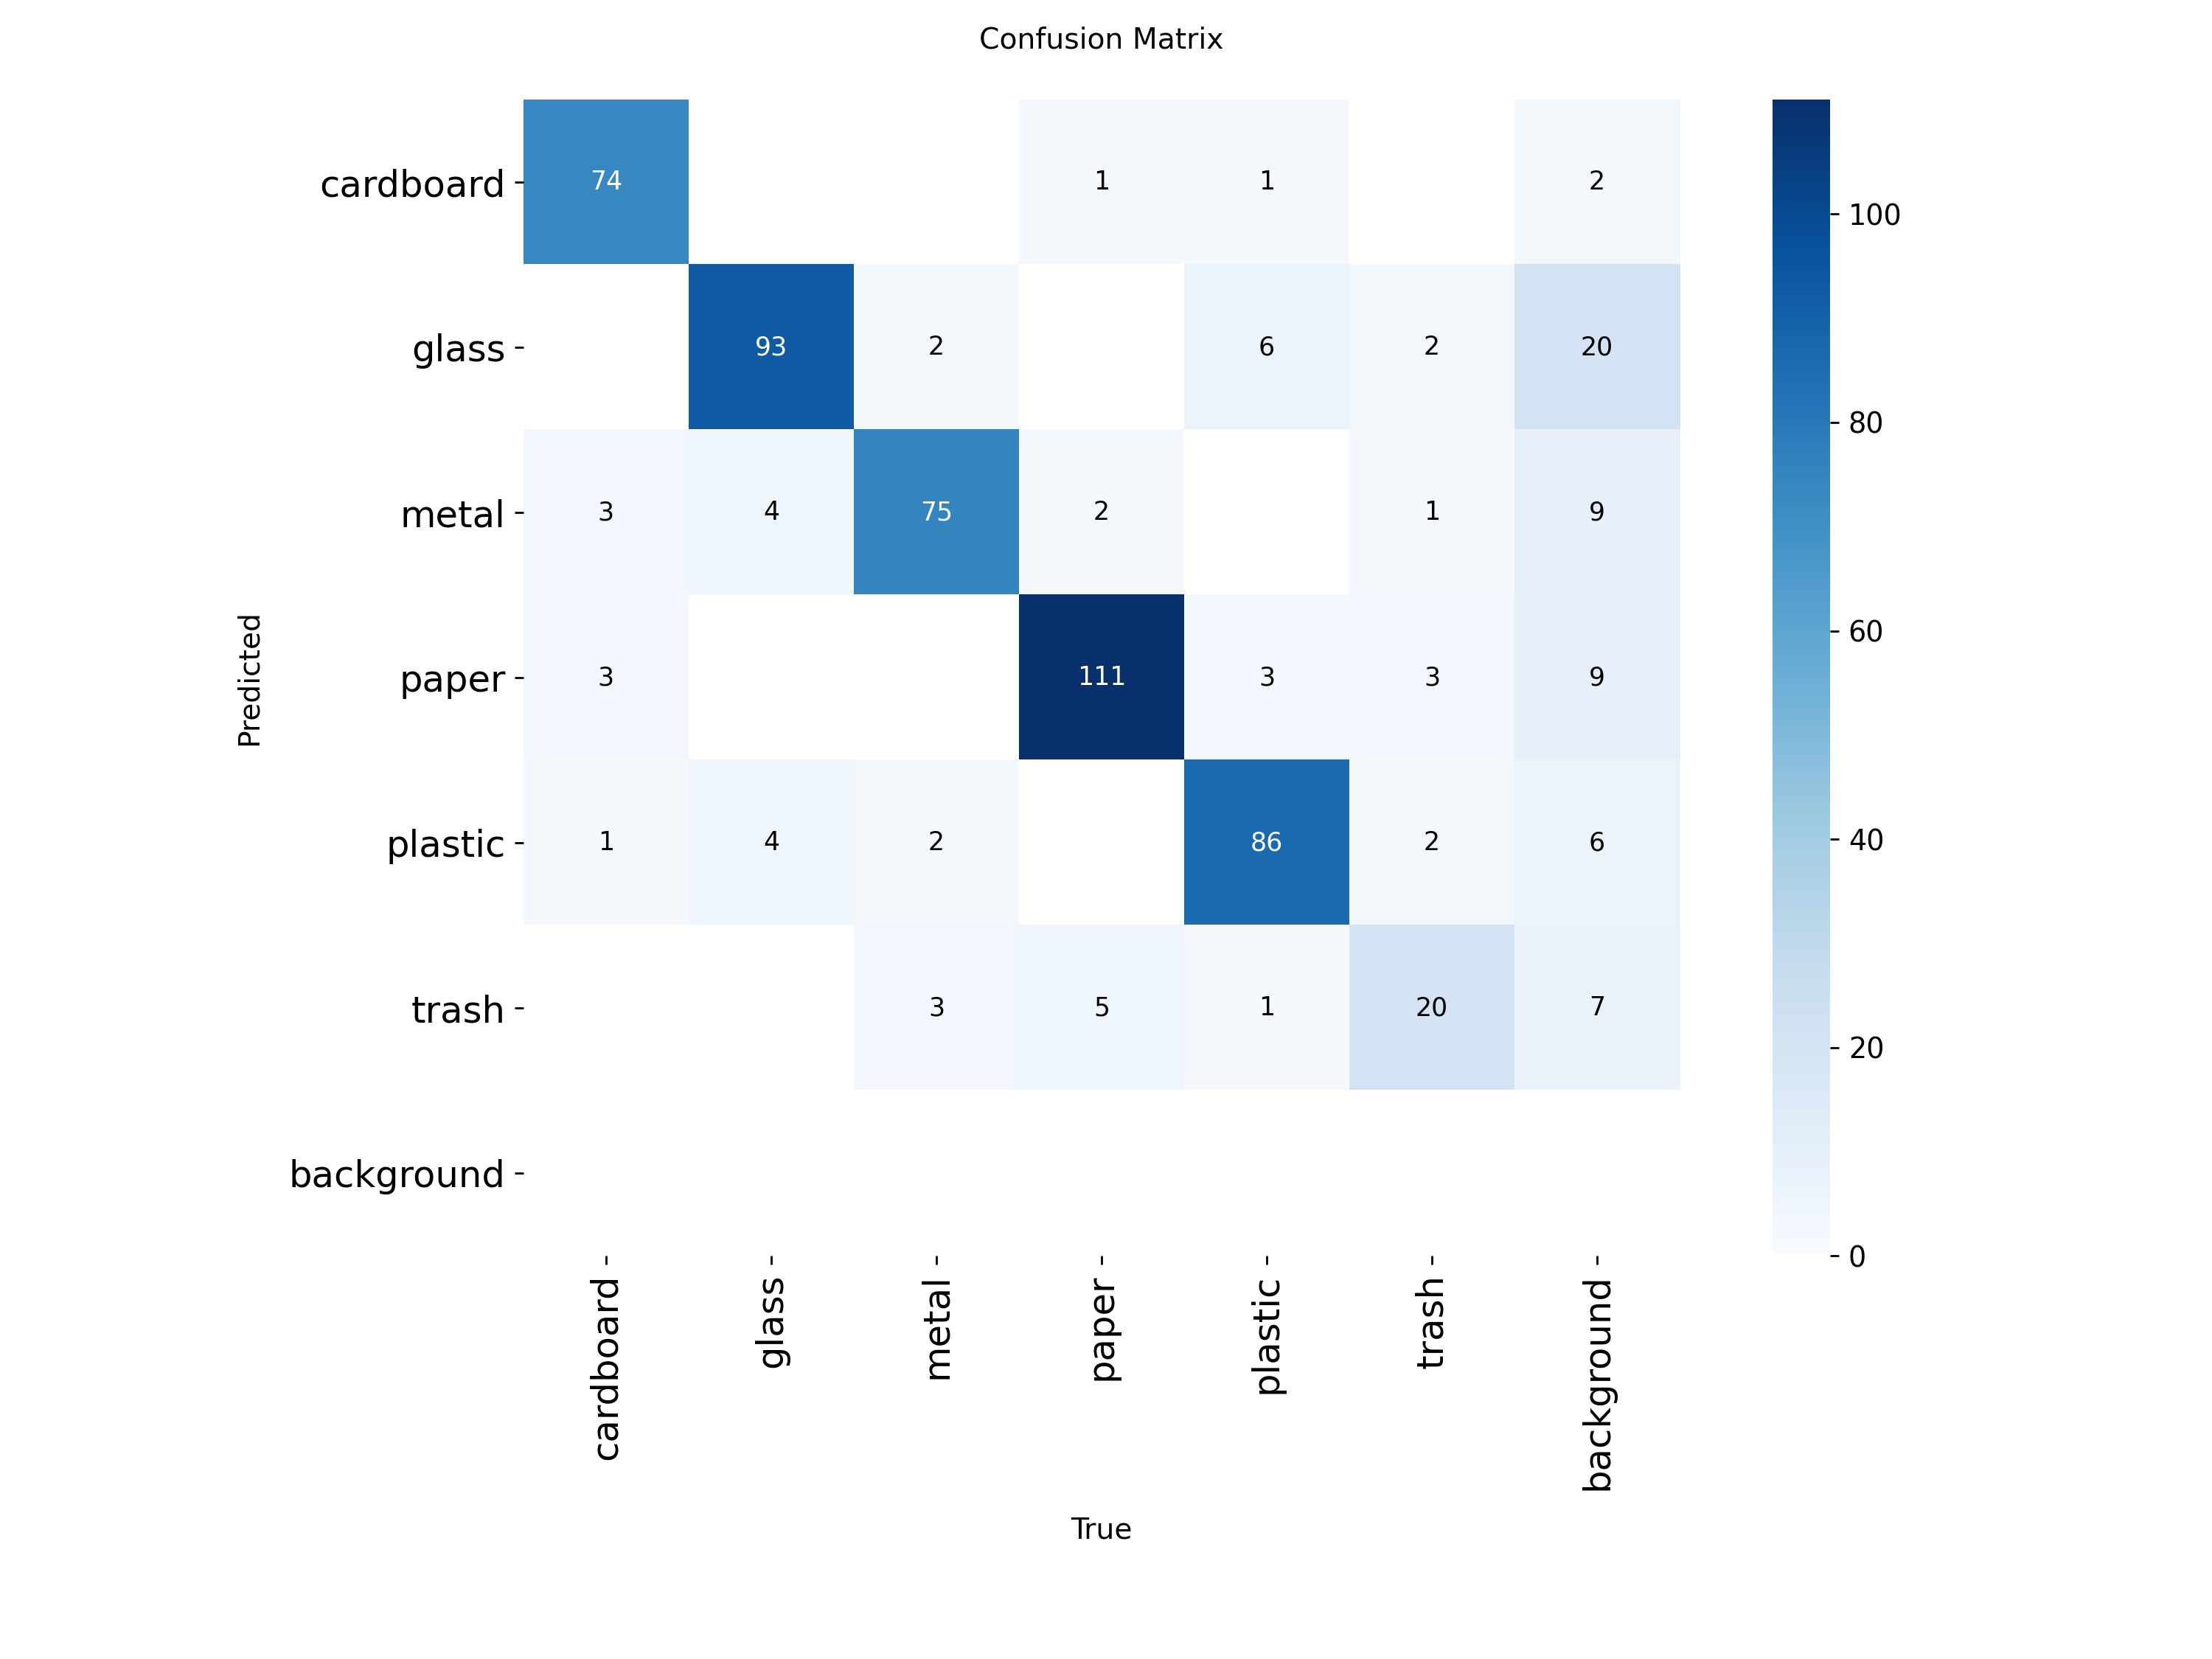 Confusion Matrix
cardboard 74 1 1 2
glass 93 2 6 2 20
metal 3 4 75 2 1 9
paper 3 111 3 3 9
plastic 1 4 2 86 2 6
trash 3 5 1 20 7
background
Predicted
cardboard glass metal paper plastic trash background
True
100
80
60
40
20
0